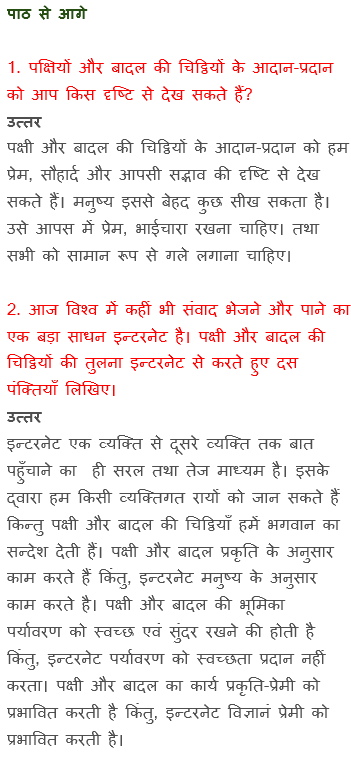 पाठ से आगे
1. पक्षियों और बादल की चिट्ठियों के आदान-प्रदान
को आप किस दृष्टि से देख सकते हैं?
उत्तर
पक्षी और बादल की चिट्ठियों के आदान-प्रदान को हम
प्रेम, सौहार्द और आपसी सद्भाव की दृष्टि से देख
सकते हैं। मनुष्य इससे बेहद कुछ सीख सकता है।
उसे आपस में प्रेम, भाईचारा रखना चाहिए। तथा
सभी को सामान रूप से गले लगाना चाहिए।
2. आज विश्व में कहीं भी संवाद भेजने और पाने का
एक बड़ा साधन इन्टरनेट है। पक्षी और बादल की
चिट्ठियों की तुलना इन्टरनेट से करते हुए दस
पंक्तियाँ लिखिए।
उत्तर
इन्टरनेट एक व्यक्ति से दूसरे व्यक्ति तक बात
पहुँचाने का ही सरल तथा तेज माध्यम है। इसके
द्वारा हम किसी व्यक्तिगत रायों को जान सकते हैं
किन्तु पक्षी और बादल की चिट्ठियाँ हमें भगवान का
सन्देश देती हैं। पक्षी और बादल प्रकृति के अनुसार
काम करते हैं किंतु, इन्टरनेट मनुष्य के अनुसार
काम करते है। पक्षी और बादल की भूमिका
पर्यावरण को स्वच्छ एवं सुंदर रखने की होती है
किंतु, इन्टरनेट पर्यावरण को स्वच्छता प्रदान नहीं
करता। पक्षी और बादल का कार्य प्रकृति-प्रेमी को
प्रभावित करती है किंतु, इन्टरनेट विज्ञानं प्रेमी को
प्रभावित करती है।